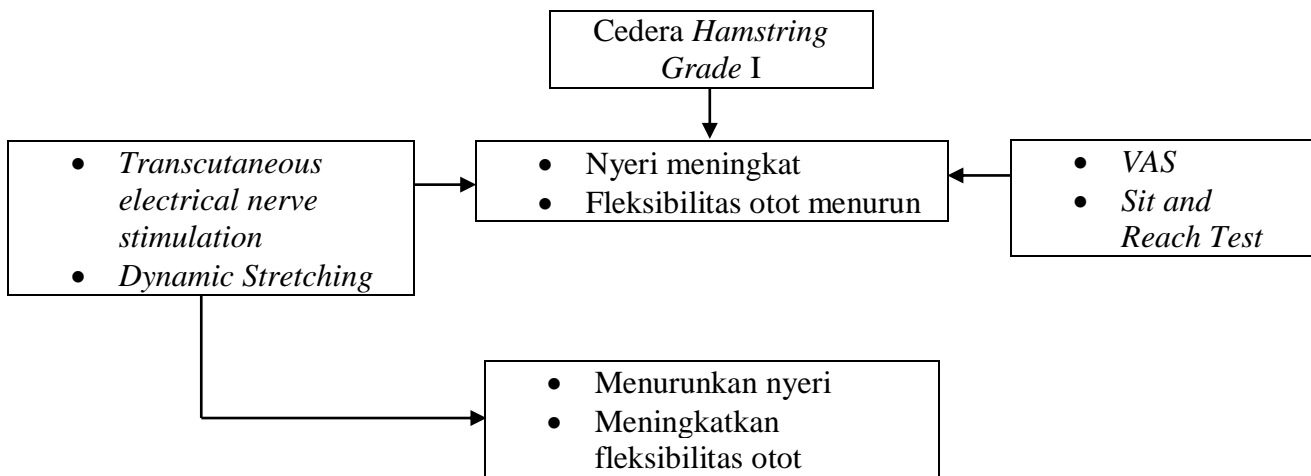 Cedera Hamstring
Grade I
• Transcutaneous
electrical nerve
stimulation
• Dynamic Stretching
• Nyeri meningkat
• Fleksibilitas otot menurun
• VAS
• Sit and
Reach Test
• Menurunkan nyeri
• Meningkatkan
fleksibilitas otot